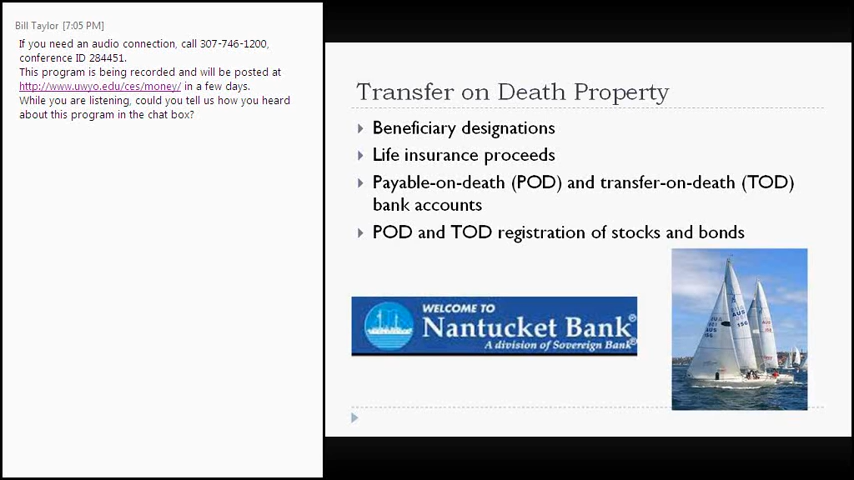 Bill Taylor [7:05 PM]
If you need an audio connection, call 307-746-1200,
conference ID 284451.
This program is being recorded and will be posted at
http://www.uwyo.edu/ces/money/ in a few days.
While you are listening, could you tell us how you heard
about this program in the chat box?
Transfer on Death Property
Beneficiary designations
Life insurance proceeds
Payable-on-death (POD) and transfer-on-death (TOD)
bank accounts
POD and TOD registration of stocks and bonds
WELCOME TO
Nantucket Bank®
A division of Sovereign Bank®